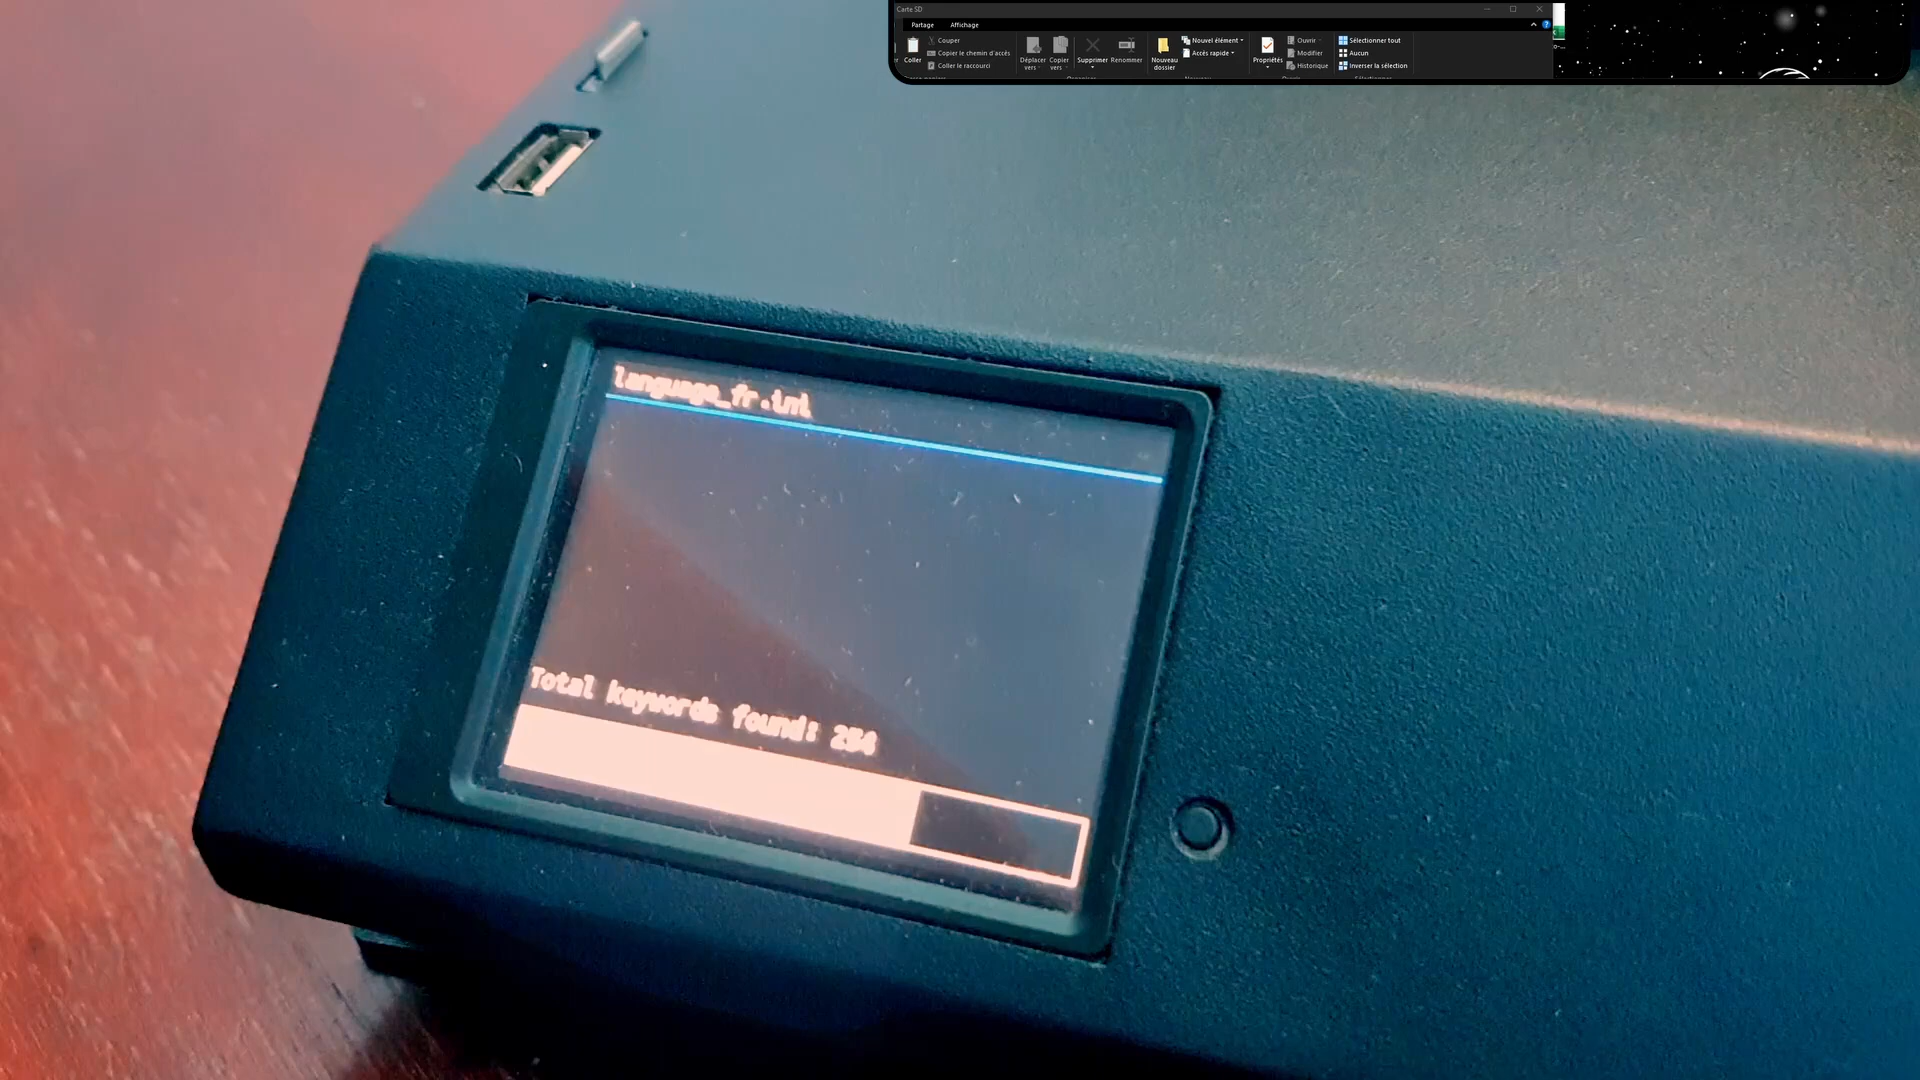 Carte SD
Partage Affichage
Coller
Couper
Copier le chemin d'accès
Coller le raccourci
Déplacer vers
Copier vers
Supprimer
Renommer
Nouveau dossier
Nouvel élément
Accès rapide
Propriétés
Ouvrir
Modifier
Historique
Sélectionner tout
Aucun
Inverser la sélection
language_fr.ini
Total keywords found: 254